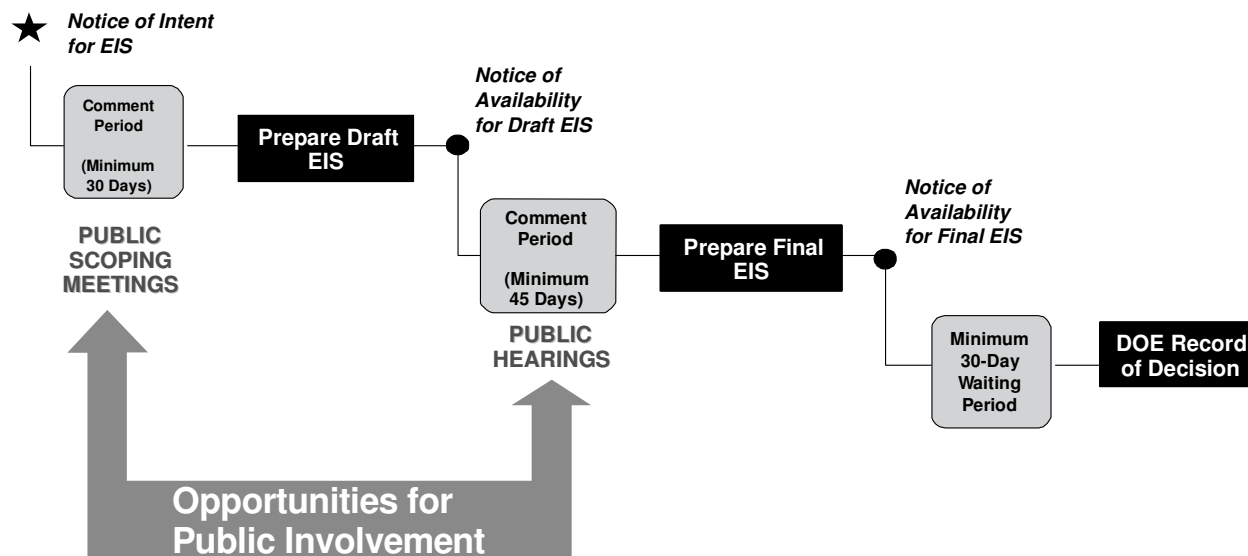 Notice of Intent
for EIS
Comment
Period
(Minimum
30 Days)
PUBLIC
SCOPING
MEETINGS
Prepare Draft
EIS
Notice of
Availability
for Draft EIS
Comment
Period
(Minimum
45 Days)
PUBLIC
HEARINGS
Prepare Final
EIS
Notice of
Availability
for Final EIS
Minimum
30-Day
Waiting
Period
DOE Record
of Decision
Opportunities for
Public Involvement